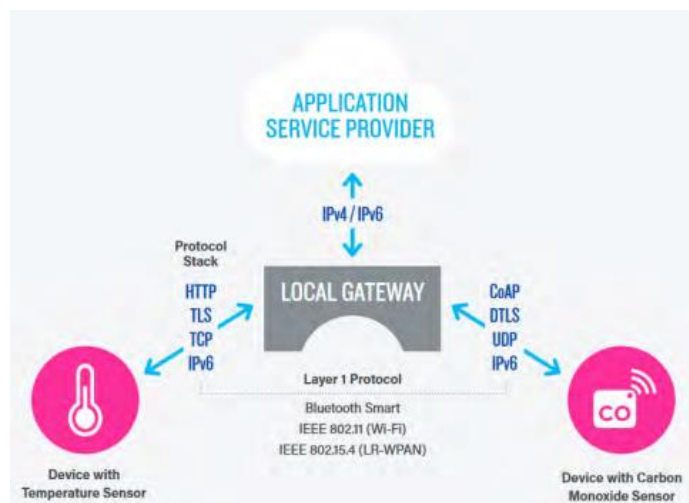 APPLICATION
SERVICE PROVIDER
IPv4 / IPv6
Protocol
Stack
HTTP
TLS
TCP
IPv6
LOCAL GATEWAY
CoAP
DTLS
UDP
IPv6
Layer 1 Protocol
Bluetooth Smart
IEEE 802.11 (Wi-Fi)
IEEE 802.15.4 (LR-WPAN)
CO
Device with
Temperature Sensor
Device with Carbon
Monoxide Sensor